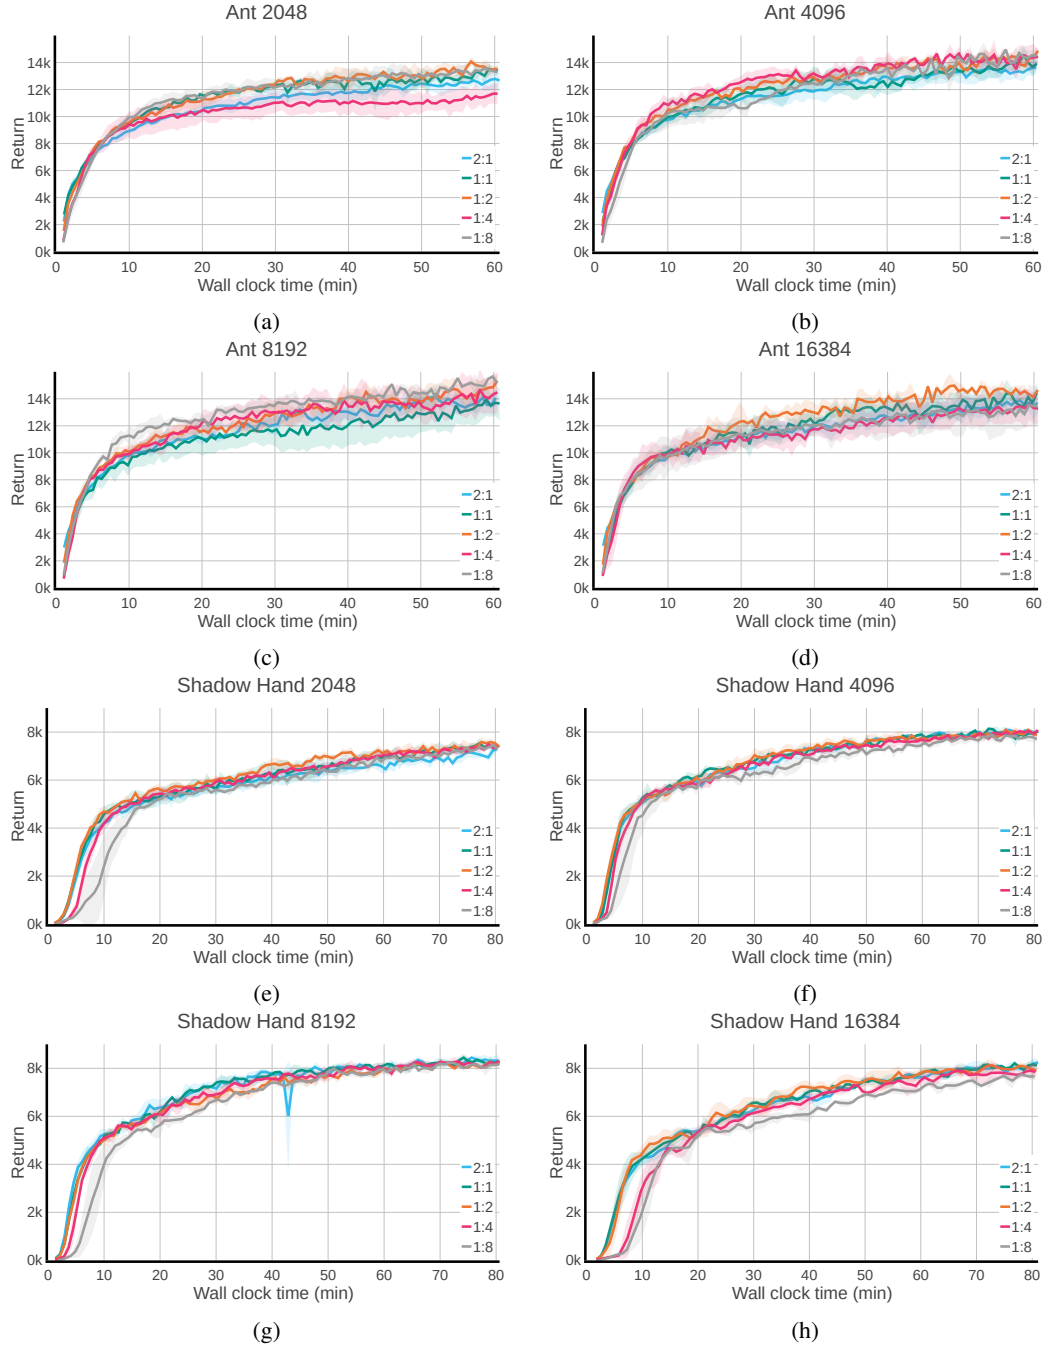 Ant 2048
Return
14k
12k
10k
8k
6k
4k
2k
0k
2:1
1:1
1:2
1:4
1:8
0 10 20 30 40 50 60
Wall clock time (min)
(a)
Ant 4096
Return
14k
12k
10k
8k
6k
4k
2k
0k
2:1
1:1
1:2
1:4
1:8
0 10 20 30 40 50 60
Wall clock time (min)
(b)
Ant 8192
Return
14k
12k
10k
8k
6k
4k
2k
0k
2:1
1:1
1:2
1:4
1:8
0 10 20 30 40 50 60
Wall clock time (min)
(c)
Ant 16384
Return
14k
12k
10k
8k
6k
4k
2k
0k
2:1
1:1
1:2
1:4
1:8
0 10 20 30 40 50 60
Wall clock time (min)
(d)
Shadow Hand 2048
Return
8k
6k
4k
2k
0k
2:1
1:1
1:2
1:4
1:8
0 10 20 30 40 50 60 70 80
Wall clock time (min)
(e)
Shadow Hand 4096
Return
8k
6k
4k
2k
0k
2:1
1:1
1:2
1:4
1:8
0 10 20 30 40 50 60 70 80
Wall clock time (min)
(f)
Shadow Hand 8192
Return
8k
6k
4k
2k
0k
2:1
1:1
1:2
1:4
1:8
0 10 20 30 40 50 60 70 80
Wall clock time (min)
(g)
Shadow Hand 16384
Return
8k
6k
4k
2k
0k
2:1
1:1
1:2
1:4
1:8
0 10 20 30 40 50 60 70 80
Wall clock time (min)
(h)